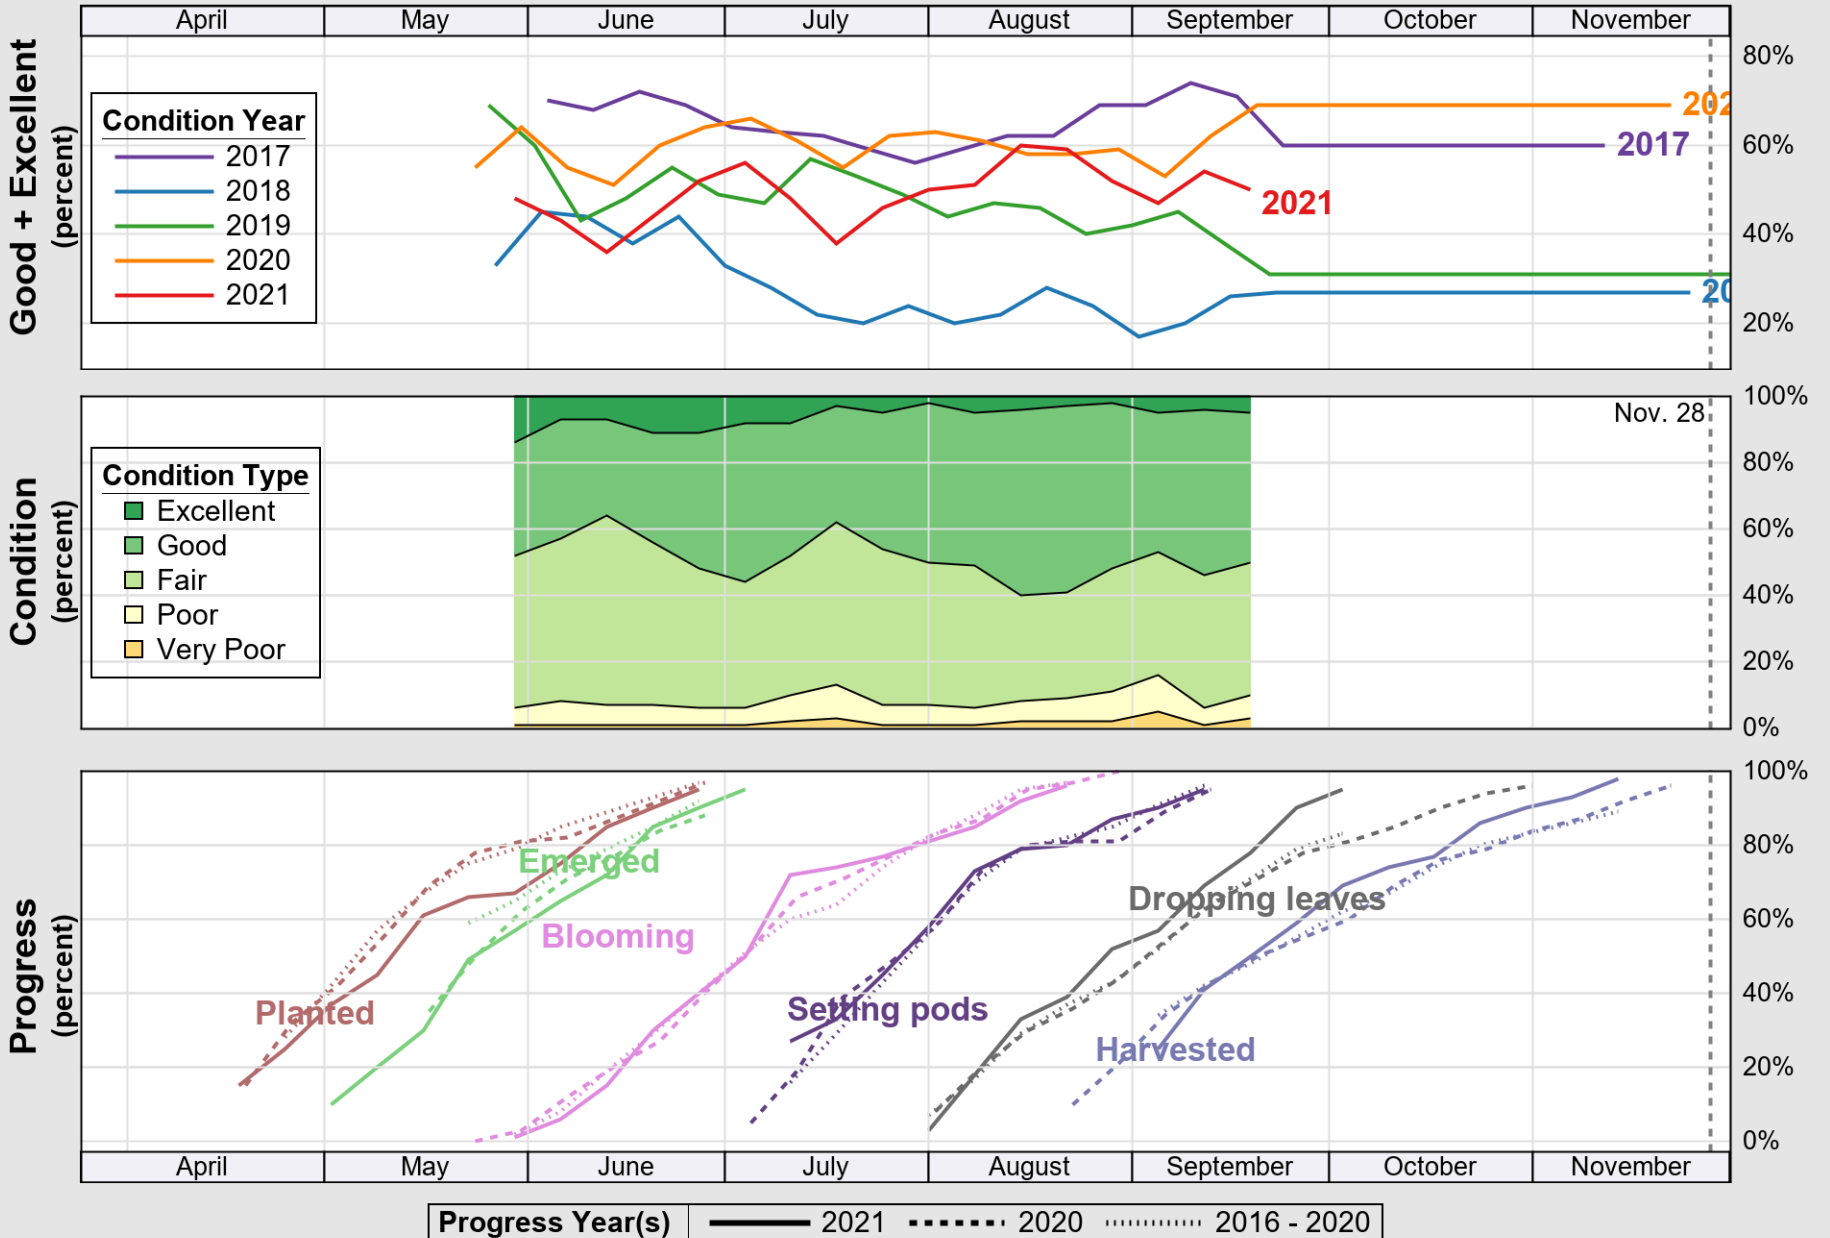 April May June July August September October November
Good + Excellent
(percent)
80%
60%
40%
20%
Condition Year
2017
2018
2019
2020
2021
202
2017
2021
20
Condition
(percent)
100%
80%
60%
40%
20%
0%
Nov. 28
Condition Type
Excellent
Good
Fair
Poor
Very Poor
Progress
(percent)
100%
80%
60%
40%
20%
0%
Emerged
Blooming
Dropping leaves
Planted
Setting pods
Harvested
April May June July August September October November
Progress Year(s) 2021 2020 2016 - 2020